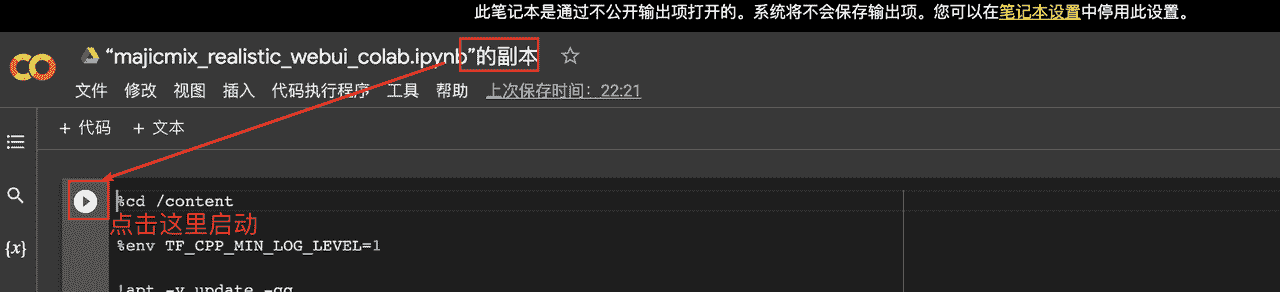 此笔记本是通过不公开输出项打开的。系统将不会保存输出项。您可以在笔记本设置中停用此设置。
“majicmix_realistic_webui_colab.ipynb”的副本
文件 修改 视图 插入 代码执行程序 工具 帮助 上次保存时间：22:21
+ 代码 + 文本
%cd /content
点击这里启动
{x} %env TF_CPP_MIN_LOG_LEVEL=1
!apt -y update -qq